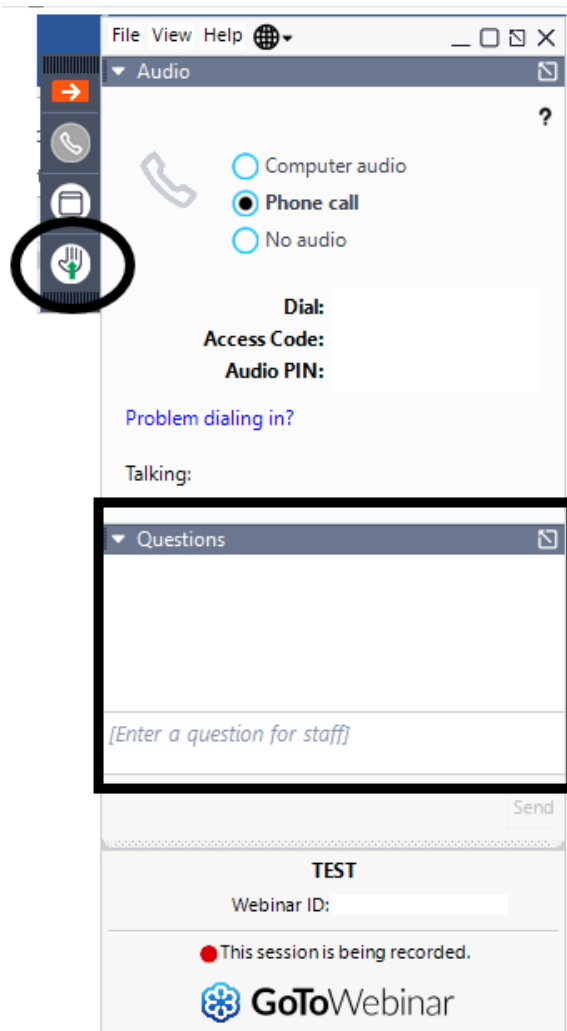 File View Help
Audio
?
Computer audio
Phone call
No audio
Dial:
Access Code:
Audio PIN:
Problem dialing in?
Talking:
Questions
[Enter a question for staff]
Send
TEST
Webinar ID:
This session is being recorded.
GoToWebinar